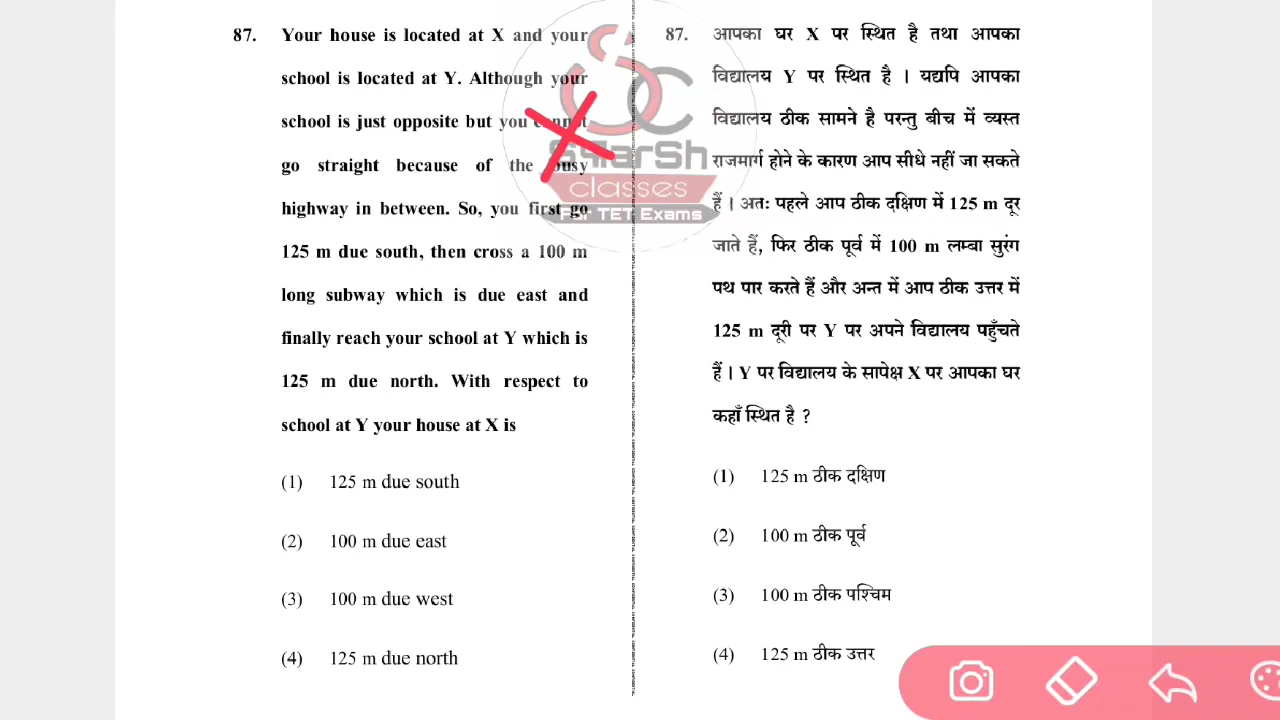 87. Your house is located at X and your
school is located at Y. Although your
school is just opposite but you cannot
go straight because of the busy
highway in between. So, you first go
125 m due south, then cross a 100 m
long subway which is due east and
finally reach your school at Y which is
125 m due north. With respect to
school at Y your house at X is
(1) 125 m due south
(2) 100 m due east
(3) 100 m due west
(4) 125 m due north
87. आपका घर X पर स्थित है तथा आपका
विद्यालय Y पर स्थित है । यद्यपि आपका
विद्यालय ठीक सामने है परन्तु बीच में व्यस्त
राजमार्ग होने के कारण आप सीधे नहीं जा सकते
हैं । अतः पहले आप ठीक दक्षिण में 125 m दूर
जाते हैं, फिर ठीक पूर्व में 100 m लम्बा सुरंग
पथ पार करते हैं और अन्त में आप ठीक उत्तर में
125 m दूरी पर Y पर अपने विद्यालय पहुँचते
हैं । Y पर विद्यालय के सापेक्ष X पर आपका घर
कहाँ स्थित है ?
(1) 125 m ठीक दक्षिण
(2) 100 m ठीक पूर्व
(3) 100 m ठीक पश्चिम
(4) 125 m ठीक उत्तर
SparSh
classes
For TET Exams